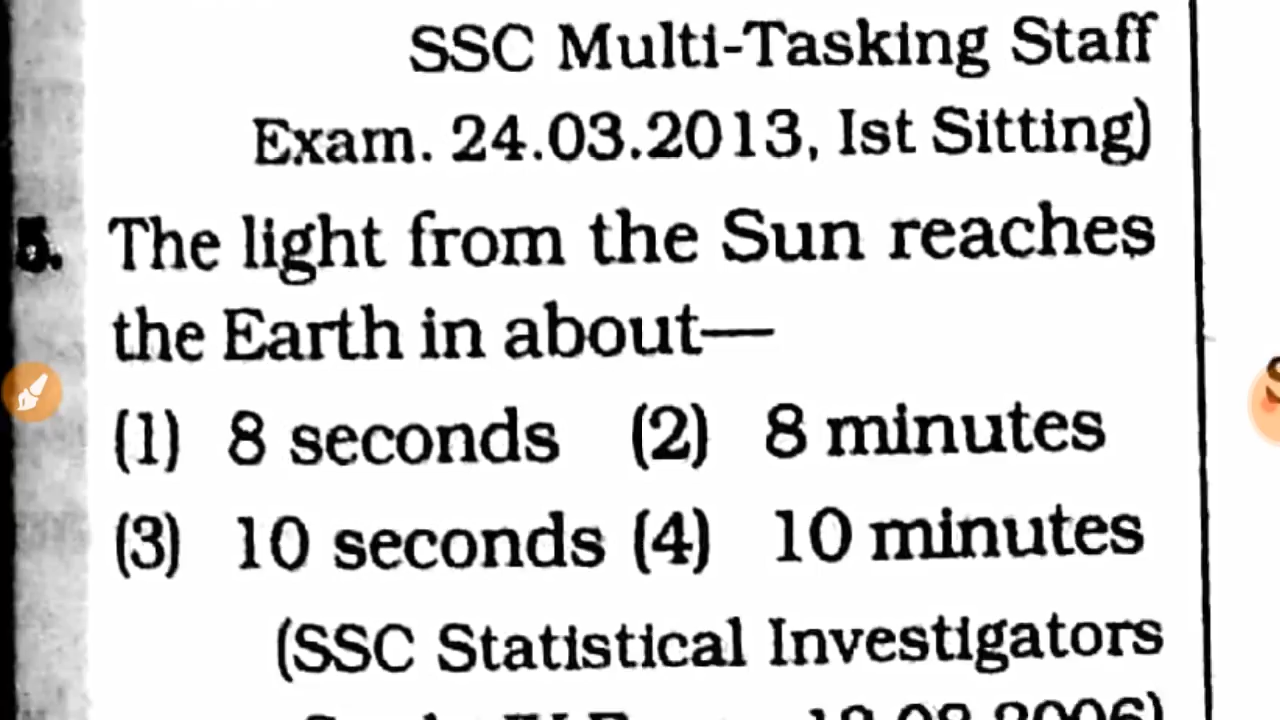 SSC Multi-Tasking Staff
Exam. 24.03.2013, Ist Sitting)
5. The light from the Sun reaches
the Earth in about—
(1) 8 seconds (2) 8 minutes
(3) 10 seconds (4) 10 minutes
(SSC Statistical Investigators